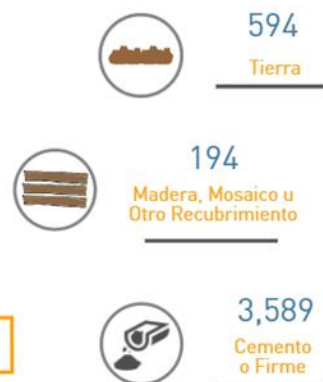 594
Tierra
194
Madera, Mosaico u
Otro Recubrimiento
3,589
Cemento
o Firme